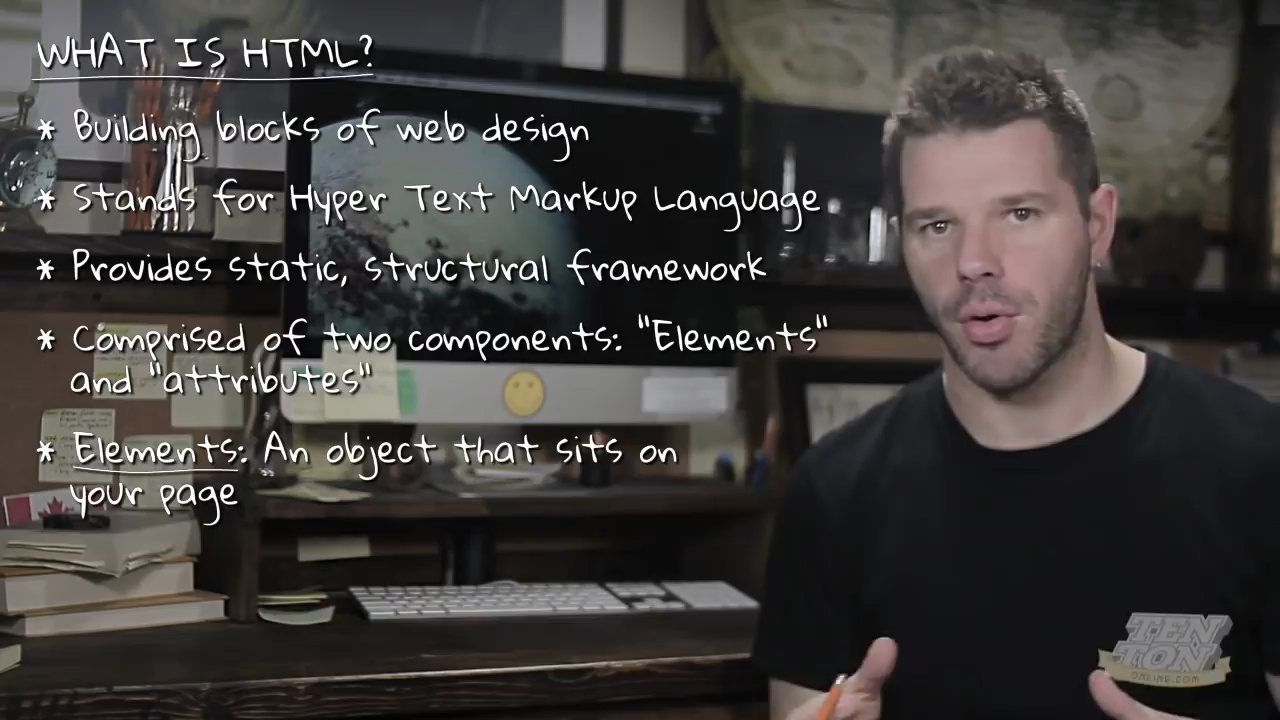 WHAT IS HTML?
* Building blocks of web design
* Stands for Hyper Text Markup Language
* Provides static, structural framework
* Comprised of two components: "Elements"
and "attributes"
* Elements: An object that sits on
your page
TEN
TON
ONLINE.COM